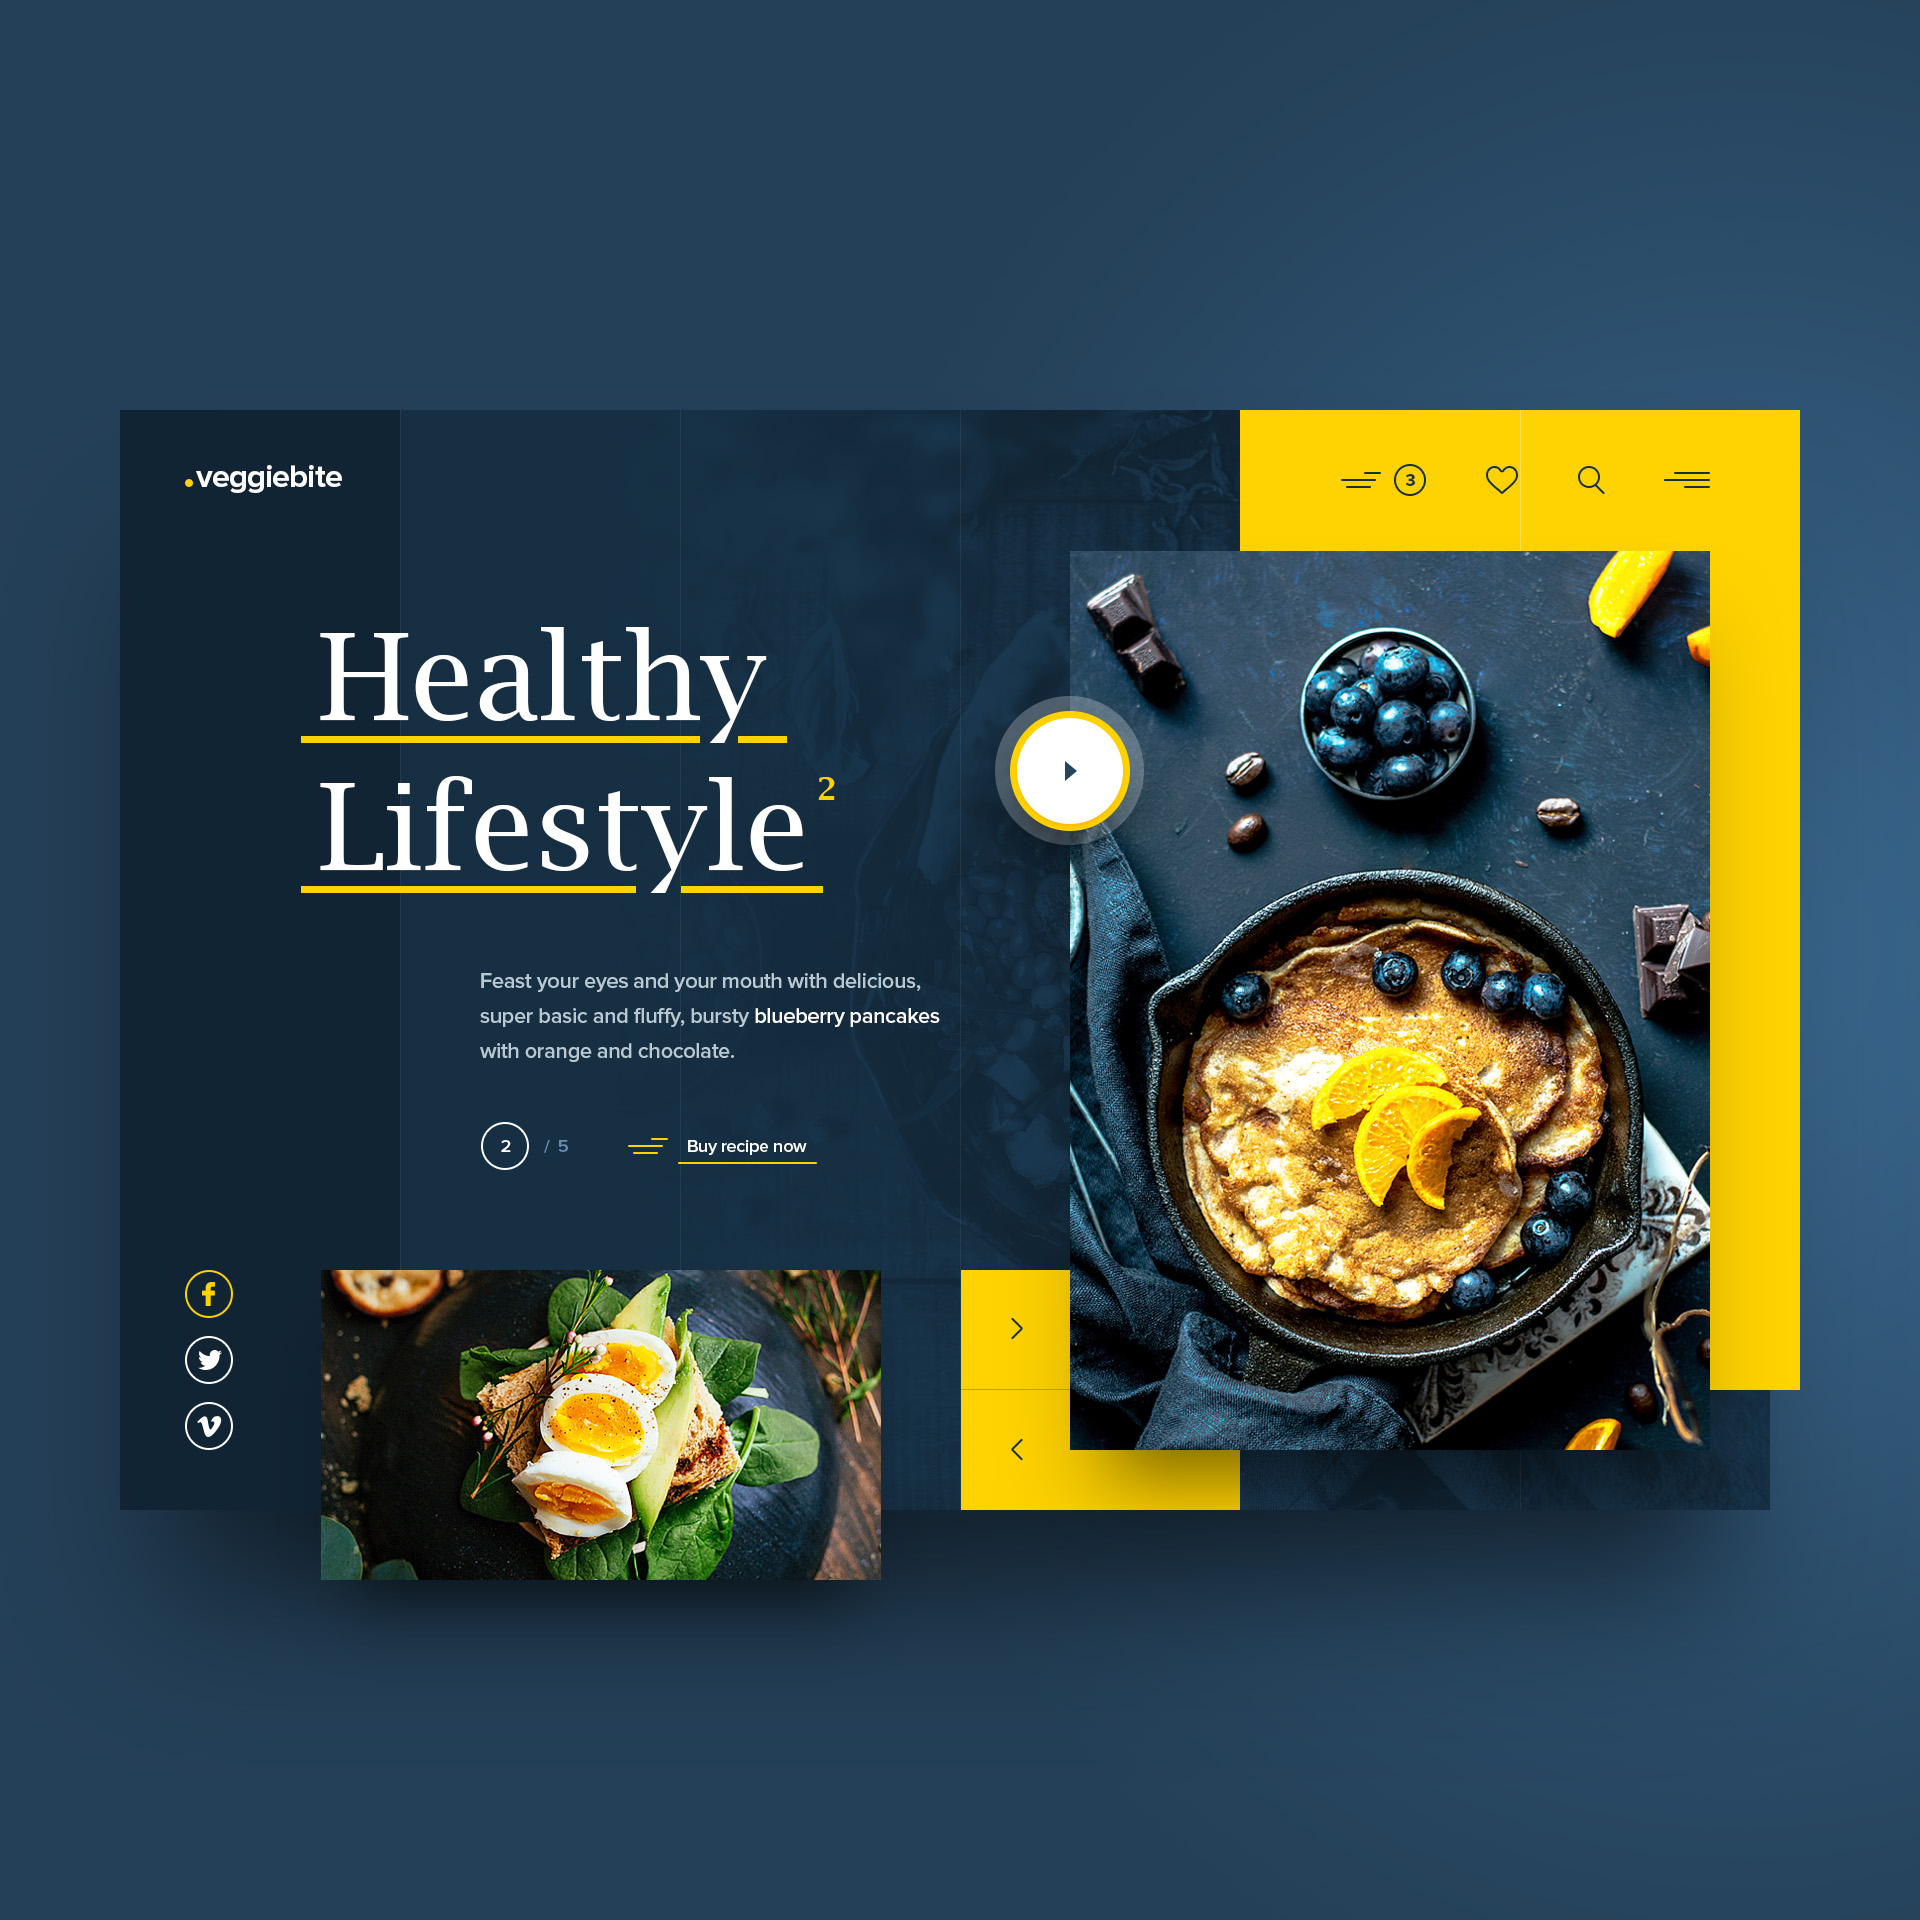 .veggiebite
3
Healthy
Lifestyle 2
Feast your eyes and your mouth with delicious,
super basic and fluffy, bursty blueberry pancakes
with orange and chocolate.
2 / 5 Buy recipe now